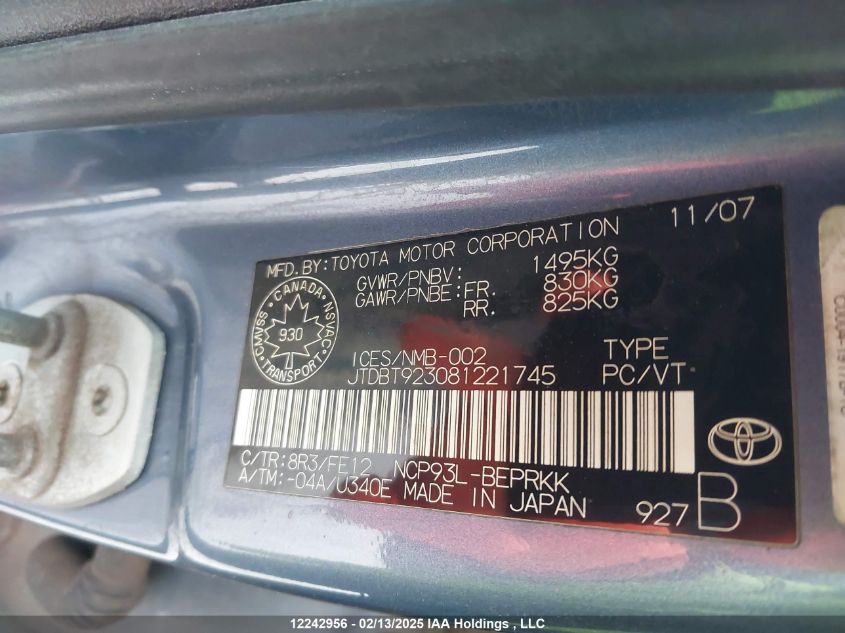 MFD. BY: TOYOTA MOTOR CORPORATION 11/07
GVWR/PNBV: 1495KG
GAWR/PNBE: FR. 830KG
RR. 825KG
CANADA
NSVAC
TRANSPORT
CMVSS
930
ICES/NMB-002 TYPE
JTDBT923081221745 PC/VT
C/TR: 8R3/FE12 NCP93L-BEPRKK
A/TM: -04A/U340E MADE IN JAPAN 927 B
12242956 - 02/13/2025 IAA Holdings , LLC